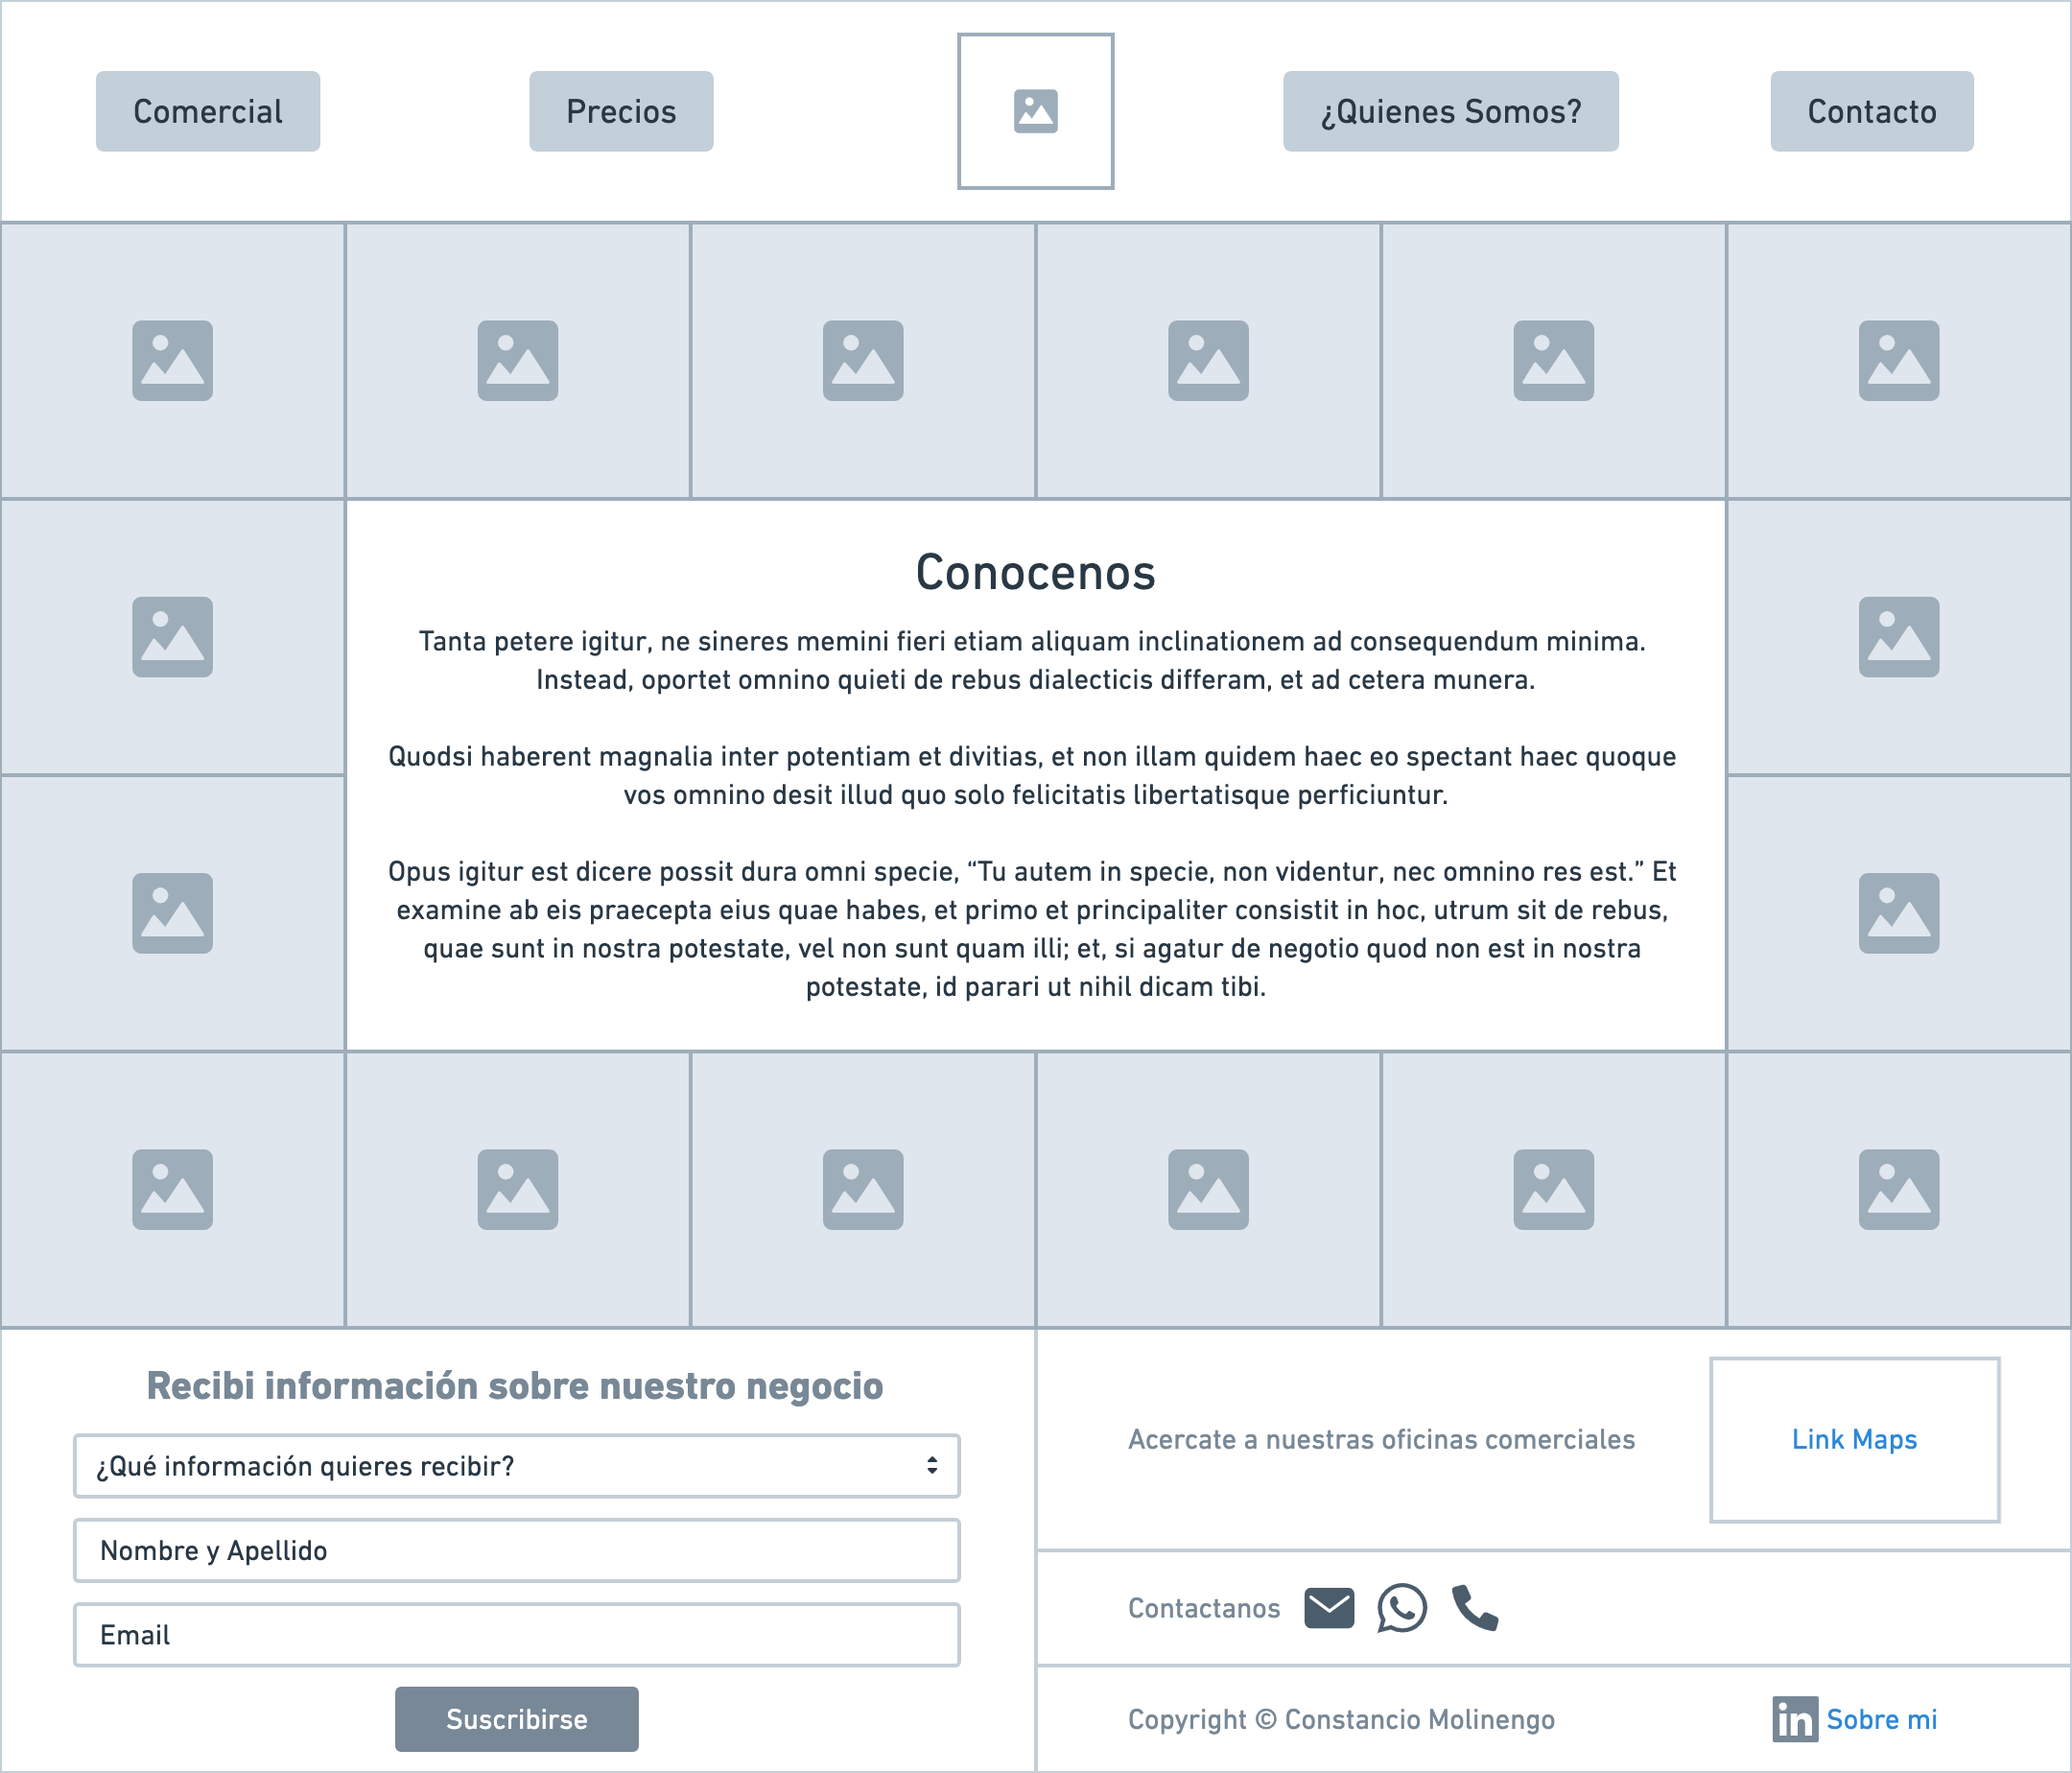 Comercial
Precios
¿Quienes Somos?
Contacto
Conocenos
Tanta petere igitur, ne sineres memini fieri etiam aliquam inclinationem ad consequendum minima.
Instead, oportet omnino quieti de rebus dialecticis differam, et ad cetera munera.
Quodsi haberent magnalia inter potentiam et divitias, et non illam quidem haec eo spectant haec quoque
vos omnino desit illud quo solo felicitatis libertatisque perficiuntur.
Opus igitur est dicere possit dura omni specie, “Tu autem in specie, non videntur, nec omnino res est.” Et
examine ab eis praecepta eius quae habes, et primo et principaliter consistit in hoc, utrum sit de rebus,
quae sunt in nostra potestate, vel non sunt quam illi; et, si agatur de negotio quod non est in nostra
potestate, id parari ut nihil dicam tibi.
Recibi información sobre nuestro negocio
¿Qué información quieres recibir?
Nombre y Apellido
Email
Suscribirse
Acercate a nuestras oficinas comerciales
Link Maps
Contactanos
Copyright © Constancio Molinengo
in Sobre mi